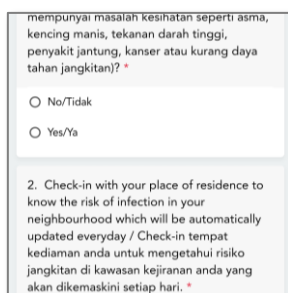 mempunyai masalah kesihatan seperti asma,
kencing manis, tekanan darah tinggi,
penyakit jantung, kanser atau kurang daya
tahan jangkitan)? *
No/Tidak
Yes/Ya
2. Check-in with your place of residence to
know the risk of infection in your
neighbourhood which will be automatically
updated everyday / Check-in tempat
kediaman anda untuk mengetahui risiko
jangkitan di kawasan kejiranan anda yang
akan dikemaskini setiap hari. *